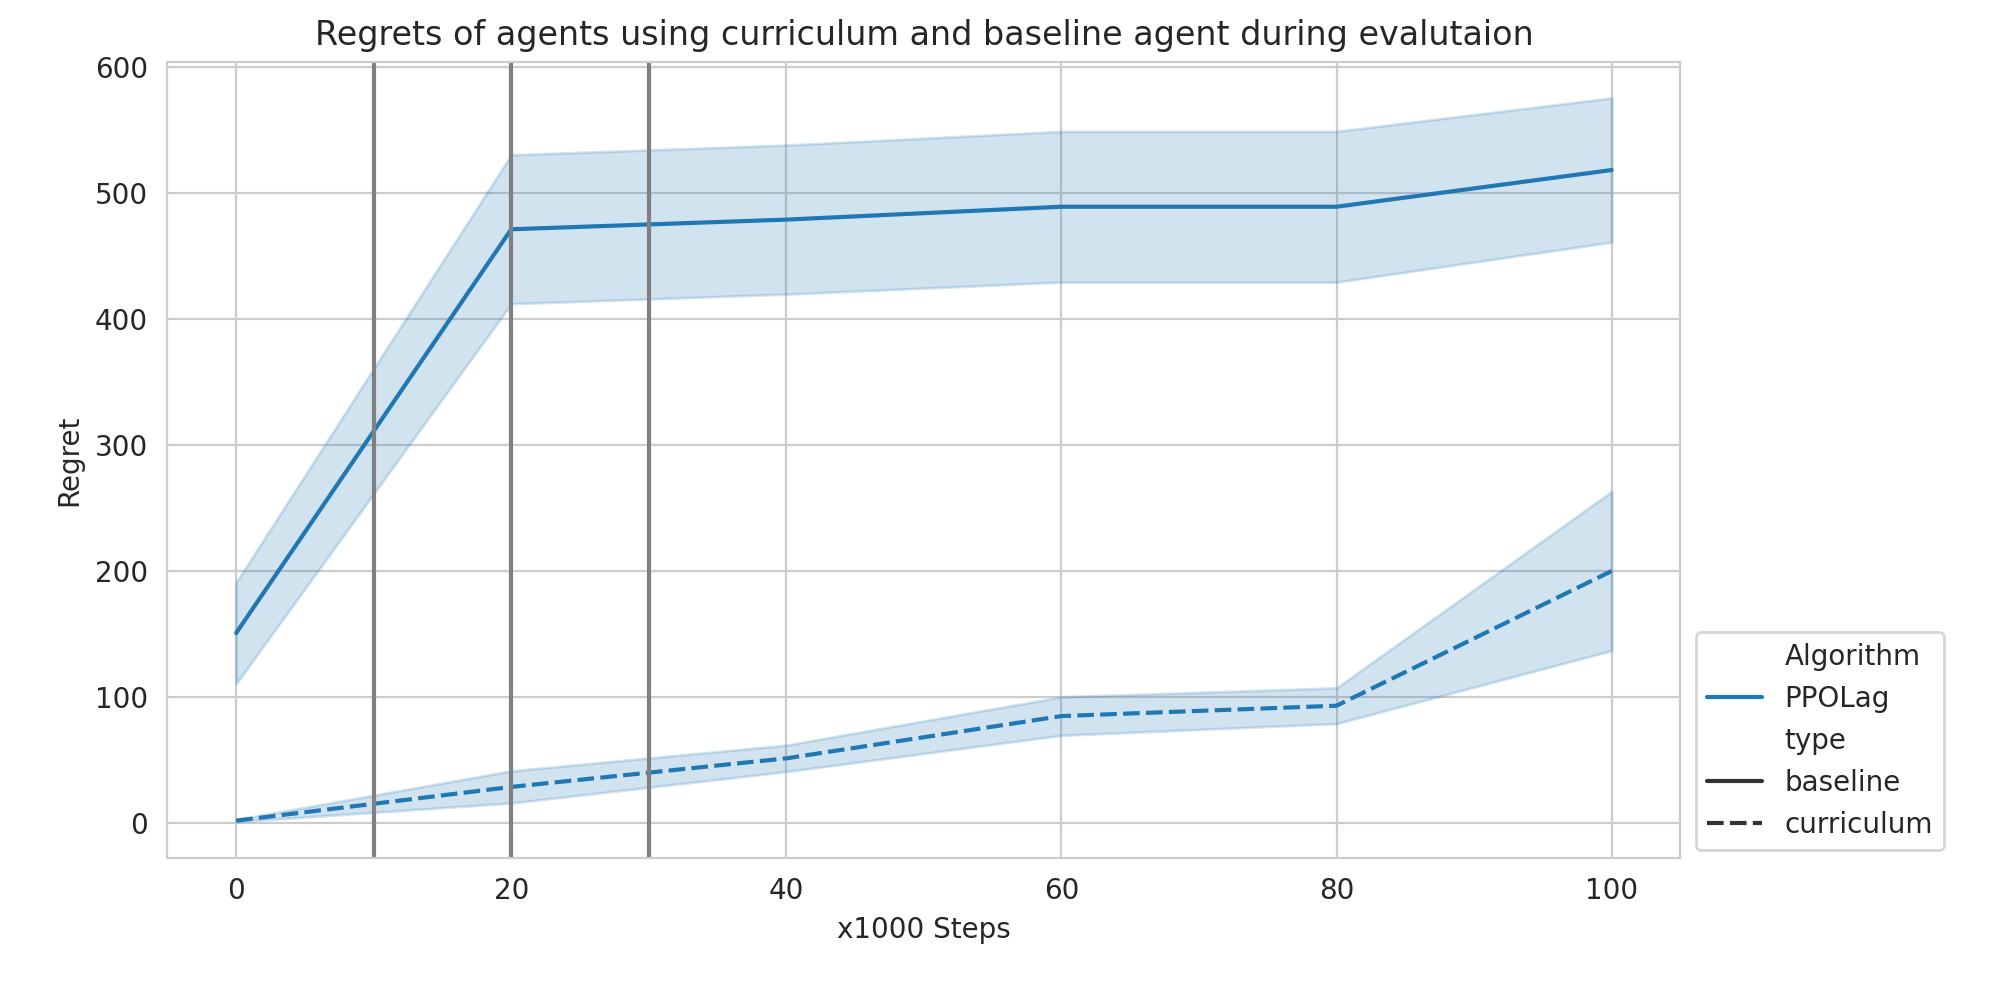 Regrets of agents using curriculum and baseline agent during evalutaion
600
500
400
300
200
100
0
Regret
0 20 40 60 80 100
x1000 Steps
Algorithm
PPOLag
type
baseline
curriculum